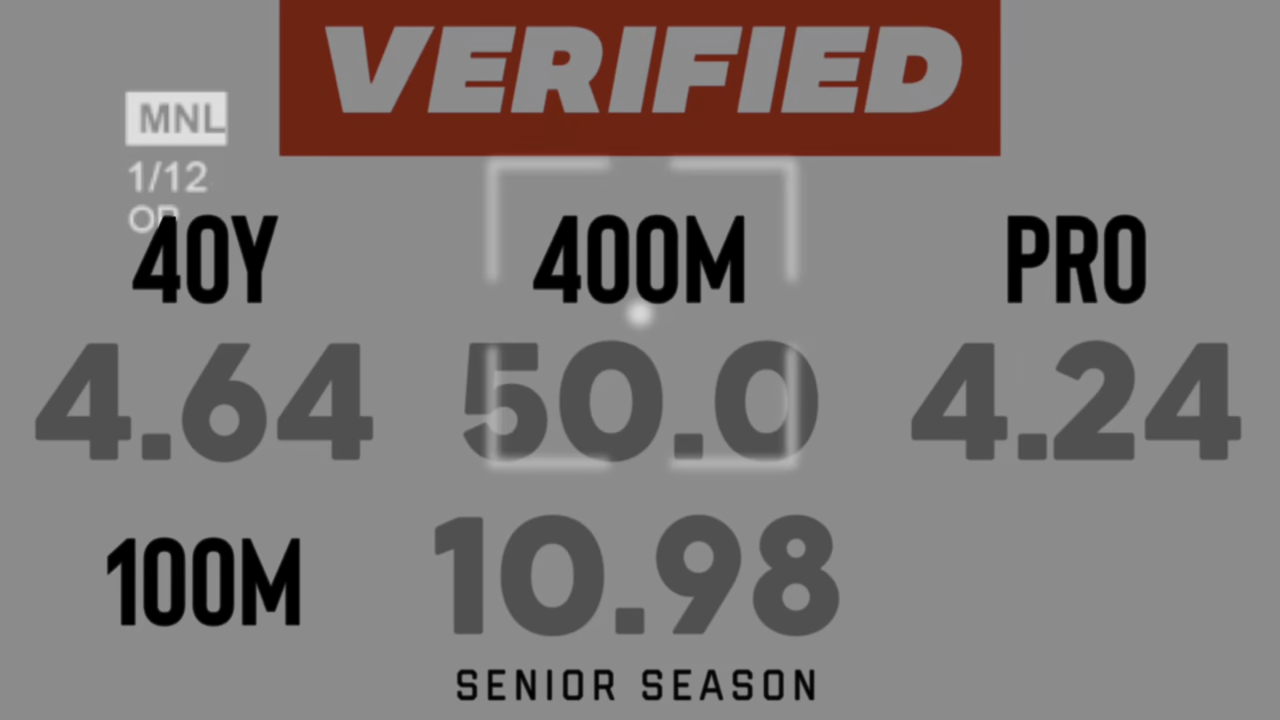 VERIFIED
MNL
1/12
40Y 400M PRO
4.64 50.0 4.24
100M 10.98
SENIOR SEASON